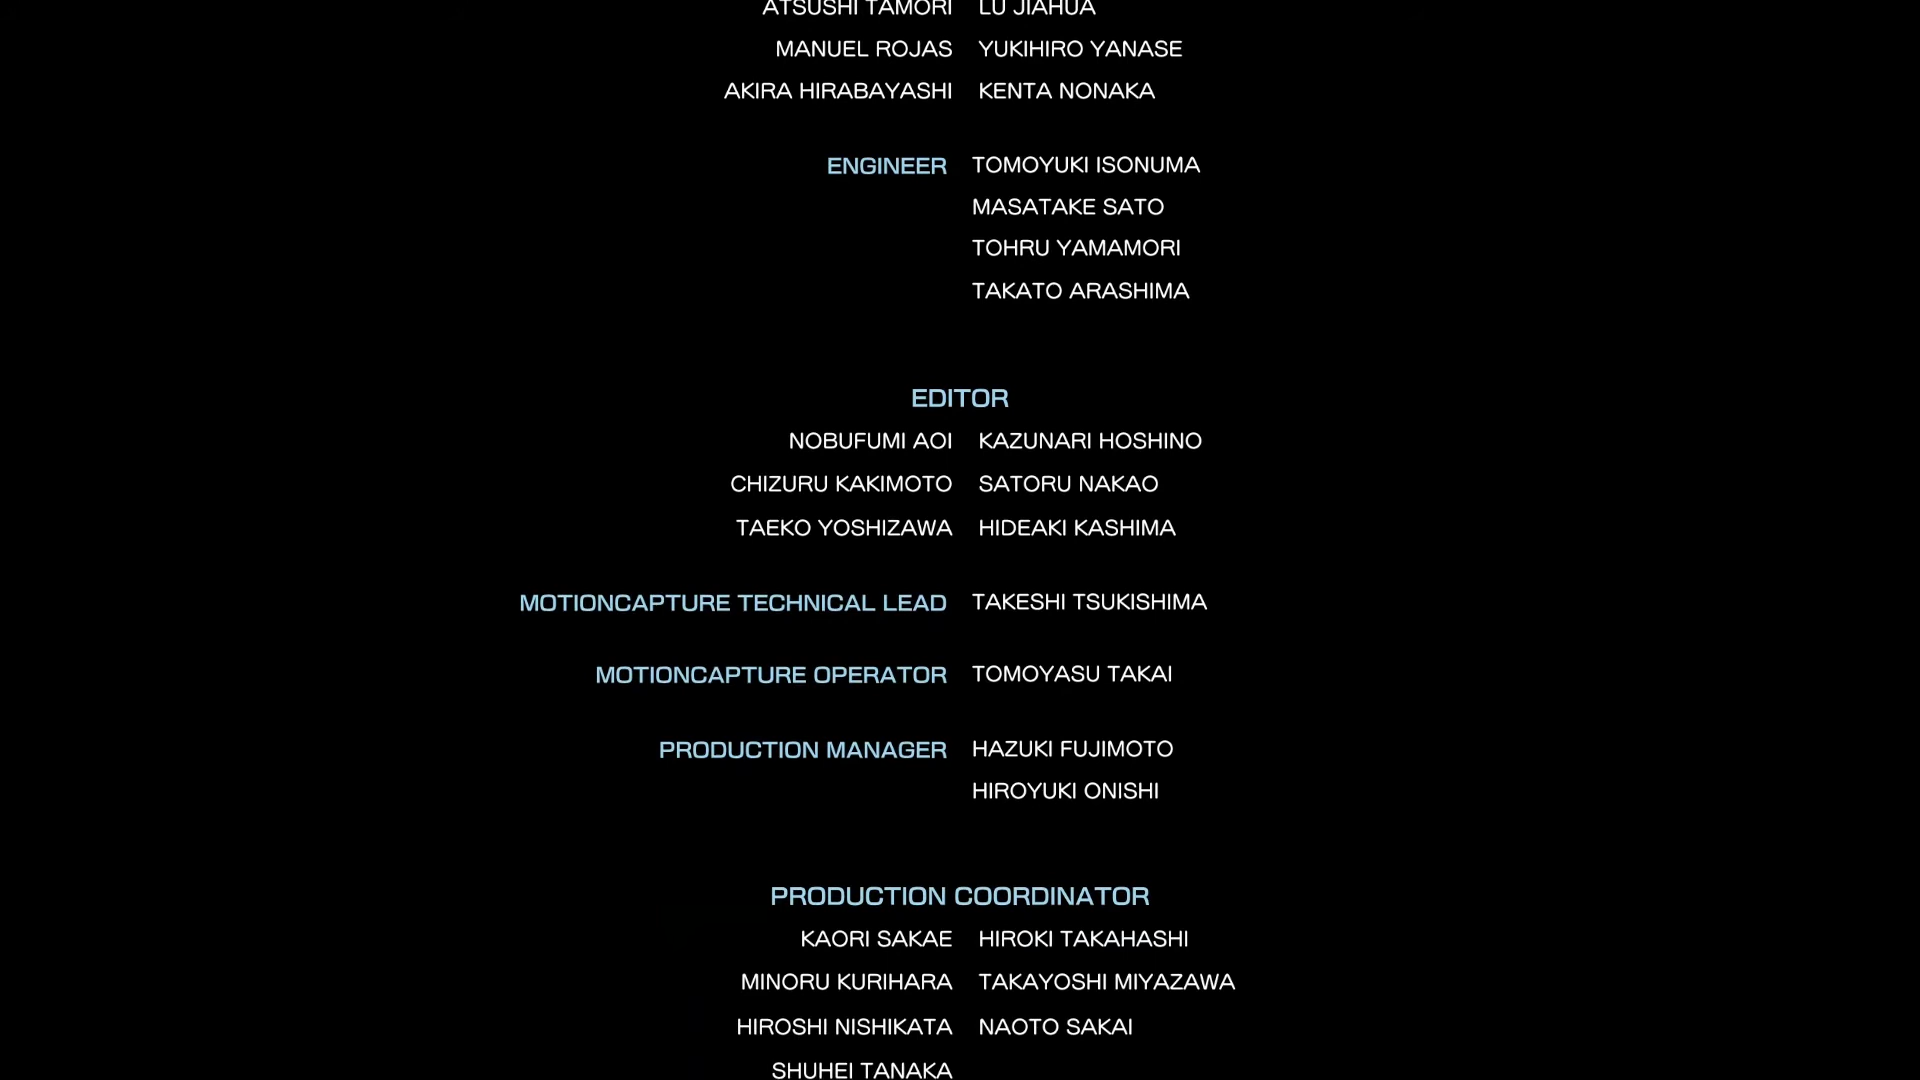 ATSUSHI TAMORI LU JIAHUA
MANUEL ROJAS YUKIHIRO YANASE
AKIRA HIRABAYASHI KENTA NONAKA
ENGINEER TOMOYUKI ISONUMA
MASATAKE SATO
TOHRU YAMAMORI
TAKATO ARASHIMA
EDITOR
NOBUFUMI AOI KAZUNARI HOSHINO
CHIZURU KAKIMOTO SATORU NAKAO
TAEKO YOSHIZAWA HIDEAKI KASHIMA
MOTIONCAPTURE TECHNICAL LEAD TAKESHI TSUKISHIMA
MOTIONCAPTURE OPERATOR TOMOYASU TAKAI
PRODUCTION MANAGER HAZUKI FUJIMOTO
HIROYUKI ONISHI
PRODUCTION COORDINATOR
KAORI SAKAE HIROKI TAKAHASHI
MINORU KURIHARA TAKAYOSHI MIYAZAWA
HIROSHI NISHIKATA NAOTO SAKAI
SHUHEI TANAKA